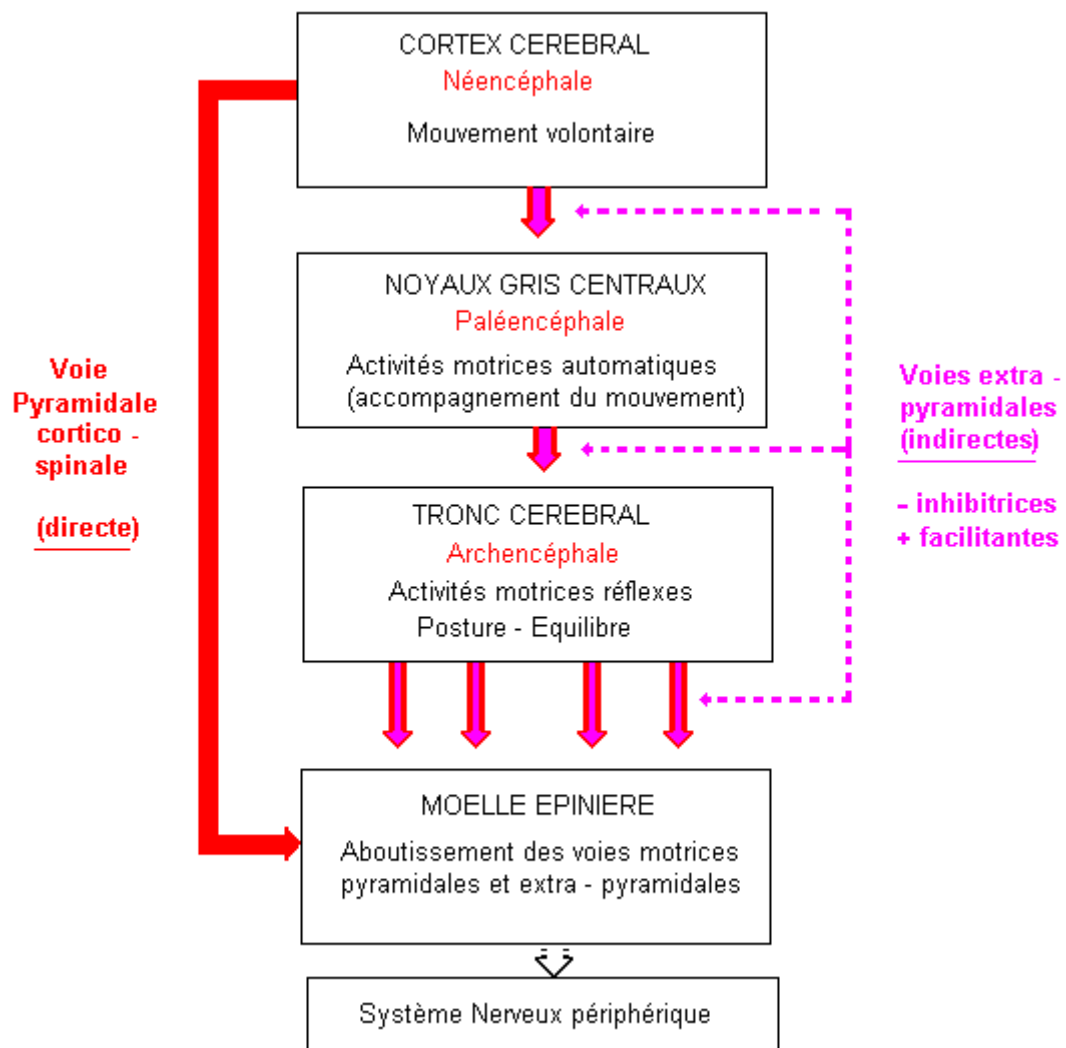 CORTEX CEREBRAL
Néencéphale
Mouvement volontaire
NOYAUX GRIS CENTRAUX
Paléencéphale
Activités motrices automatiques
(accompagnement du mouvement)
Voie
Pyramidale
cortico -
spinale
(directe)
Voies extra -
pyramidales
(indirectes)
- inhibitrices
+ facilitantes
TRONC CEREBRAL
Archencéphale
Activités motrices réflexes
Posture - Equilibre
MOELLE EPINIERE
Aboutissement des voies motrices
pyramidales et extra - pyramidales
Système Nerveux périphérique